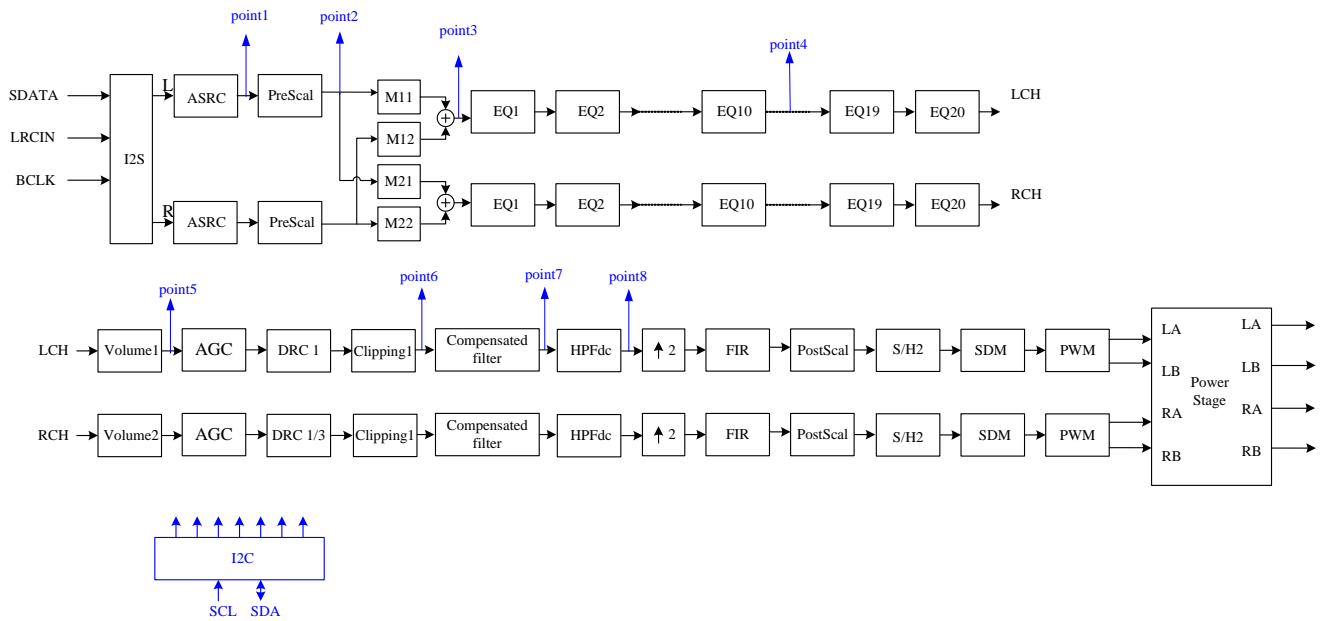 point1
point2
point3
point4
SDATA
LRCIN
BCLK
I2S
L
ASRC
PreScal
M11
M12
EQ1
EQ2
EQ10
EQ19
EQ20
LCH
R
ASRC
PreScal
M21
M22
EQ1
EQ2
EQ10
EQ19
EQ20
RCH
point5
point6
point7
point8
LCH
Volume1
AGC
DRC 1
Clipping1
Compensated
filter
HPFdc
↑ 2
FIR
PostScal
S/H2
SDM
PWM
RCH
Volume2
AGC
DRC 1/3
Clipping1
Compensated
filter
HPFdc
↑ 2
FIR
PostScal
S/H2
SDM
PWM
LA
LB
RA
RB
Power
Stage
LA
LB
RA
RB
I2C
SCL
SDA